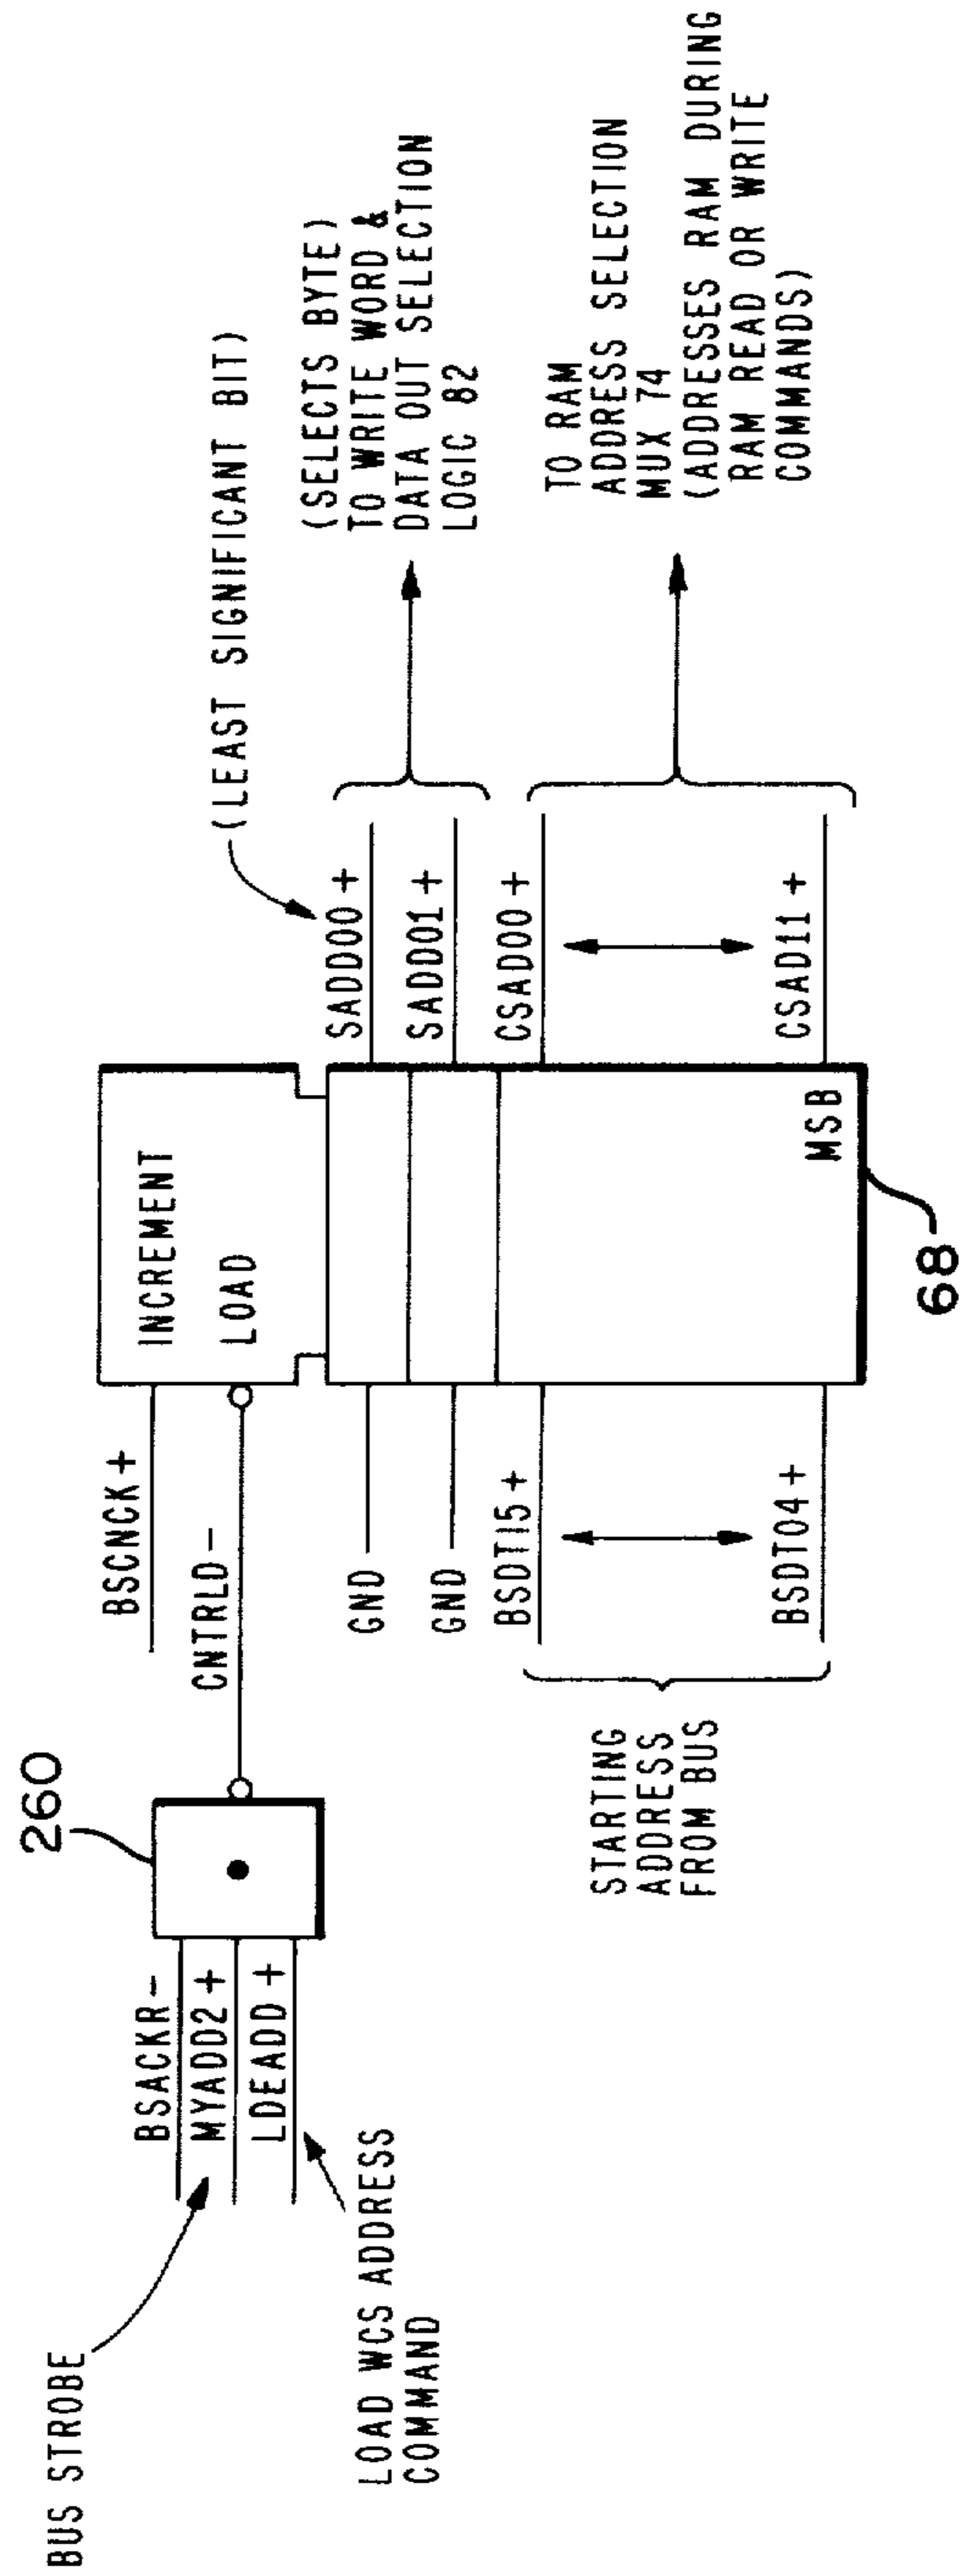 BUS STROBE
LOAD WCS ADDRESS
COMMAND
BSACKR-
MYADD2+
LDEADD+
260
CNTRLD-
BSCNCK+
GND
GND
BSDT15+
BSDT04+
STARTING
ADDRESS
FROM BUS
INCREMENT
LOAD
MSB
68
(LEAST SIGNIFICANT BIT)
SADD00+
SADD01+
CSAD00+
CSAD11+
(SELECTS BYTE)
TO WRITE WORD &
DATA OUT SELECTION
LOGIC 82
TO RAM
ADDRESS SELECTION
MUX 74
(ADDRESSES RAM DURING
RAM READ OR WRITE
COMMANDS)